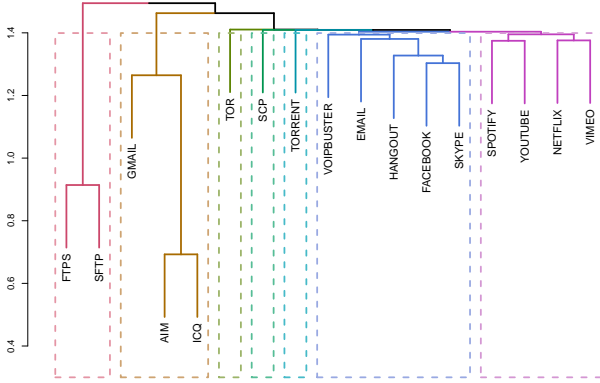 1.4
1.2
1.0
0.8
0.6
0.4
FTPS
SFTP
GMAIL
AIM
ICQ
TOR
SCP
TORRENT
VOIPBUSTER
EMAIL
HANGOUT
FACEBOOK
SKYPE
SPOTIFY
YOUTUBE
NETFLIX
VIMEO